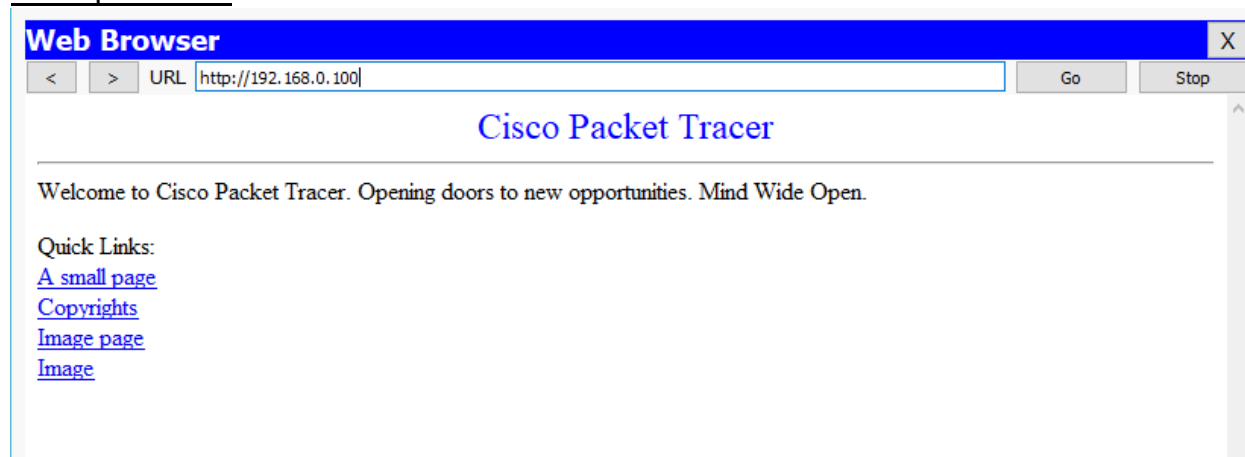 Web Browser X
< > URL http://192.168.0.100 Go Stop
Cisco Packet Tracer
Welcome to Cisco Packet Tracer. Opening doors to new opportunities. Mind Wide Open.
Quick Links:
A small page
Copyrights
Image page
Image